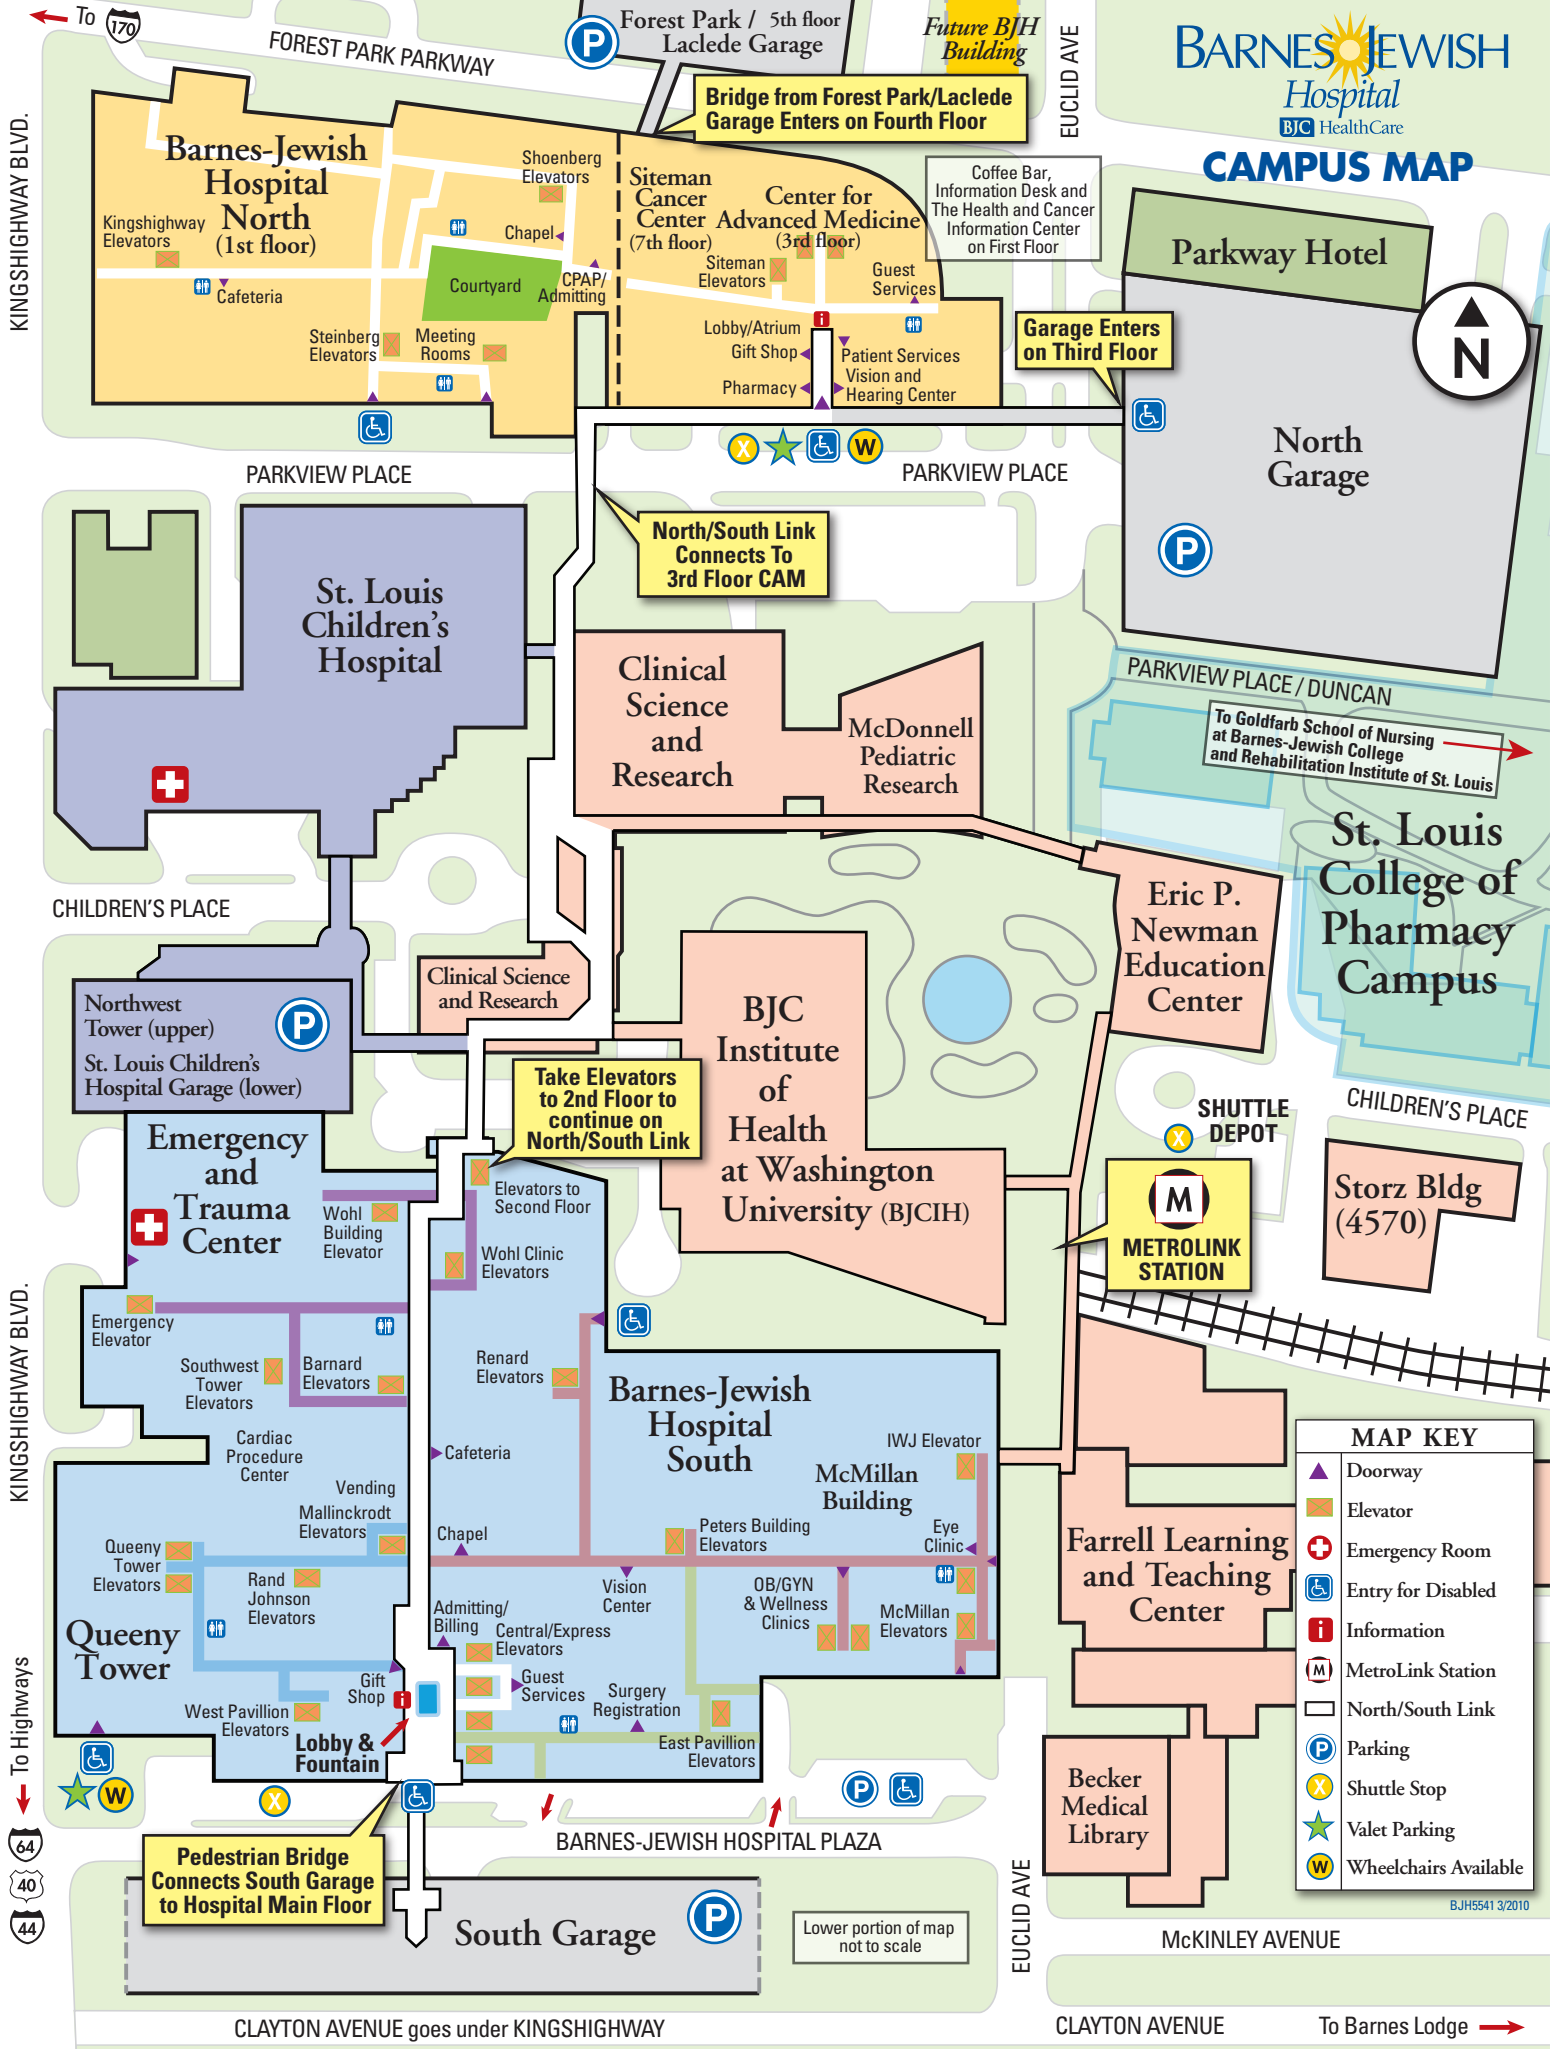 To
170
FOREST PARK PARKWAY
P
Forest Park / 5th floor
Laclede Garage
Future BJH
Building
EUCLID AVE
BARNES JEWISH
Hospital
BJC HealthCare
CAMPUS MAP
Bridge from Forest Park/Laclede
Garage Enters on Fourth Floor
KINGSHIGHWAY BLVD.
Barnes-Jewish
Hospital
North
(1st floor)
Kingshighway
Elevators
Cafeteria
Shoenberg
Elevators
Chapel
Courtyard
CPAP/
Admitting
Steinberg
Elevators
Meeting
Rooms
Siteman
Cancer
Center
(7th floor)
Center for
Advanced Medicine
(3rd floor)
Siteman
Elevators
Guest
Services
i
Lobby/Atrium
Gift Shop
Pharmacy
Patient Services
Vision and
Hearing Center
Coffee Bar,
Information Desk and
The Health and Cancer
Information Center
on First Floor
Parkway Hotel
Garage Enters
on Third Floor
N
North
Garage
P
X
W
PARKVIEW PLACE
PARKVIEW PLACE
North/South Link
Connects To
3rd Floor CAM
St. Louis
Children's
Hospital
Clinical
Science
and
Research
McDonnell
Pediatric
Research
PARKVIEW PLACE / DUNCAN
To Goldfarb School of Nursing
at Barnes-Jewish College
and Rehabilitation Institute of St. Louis
St. Louis
College of
Pharmacy
Campus
CHILDREN'S PLACE
Eric P.
Newman
Education
Center
Clinical Science
and Research
Northwest
Tower (upper)
St. Louis Children's
Hospital Garage (lower)
P
BJC
Institute
of
Health
at Washington
University (BJCIH)
Take Elevators
to 2nd Floor to
continue on
North/South Link
CHILDREN'S PLACE
SHUTTLE
DEPOT
X
M
METROLINK
STATION
Storz Bldg
(4570)
Emergency
and
Trauma
Center
Wohl
Building
Elevator
Elevators to
Second Floor
Wohl Clinic
Elevators
KINGSHIGHWAY BLVD.
Emergency
Elevator
Southwest
Tower
Elevators
Barnard
Elevators
Renard
Elevators
Barnes-Jewish
Hospital
South
Cardiac
Procedure
Center
Cafeteria
IWJ Elevator
McMillan
Building
Vending
Mallinckrodt
Elevators
Chapel
Peters Building
Elevators
Eye
Clinic
Queeny
Tower
Elevators
Rand
Johnson
Elevators
Vision
Center
OB/GYN
& Wellness
Clinics
McMillan
Elevators
Queeny
Tower
Admitting/
Billing
Central/Express
Elevators
Gift
Shop
i
Guest
Services
Surgery
Registration
West Pavillion
Elevators
Lobby &
Fountain
East Pavillion
Elevators
Farrell Learning
and Teaching
Center
Becker
Medical
Library
MAP KEY
Doorway
Elevator
Emergency Room
Entry for Disabled
i Information
M MetroLink Station
North/South Link
P Parking
X Shuttle Stop
Valet Parking
W Wheelchairs Available
BJH5541 3/2010
To Highways
64
40
44
W
X
P
BARNES-JEWISH HOSPITAL PLAZA
Pedestrian Bridge
Connects South Garage
to Hospital Main Floor
South Garage
P
Lower portion of map
not to scale
EUCLID AVE
McKINLEY AVENUE
CLAYTON AVENUE goes under KINGSHIGHWAY
CLAYTON AVENUE
To Barnes Lodge